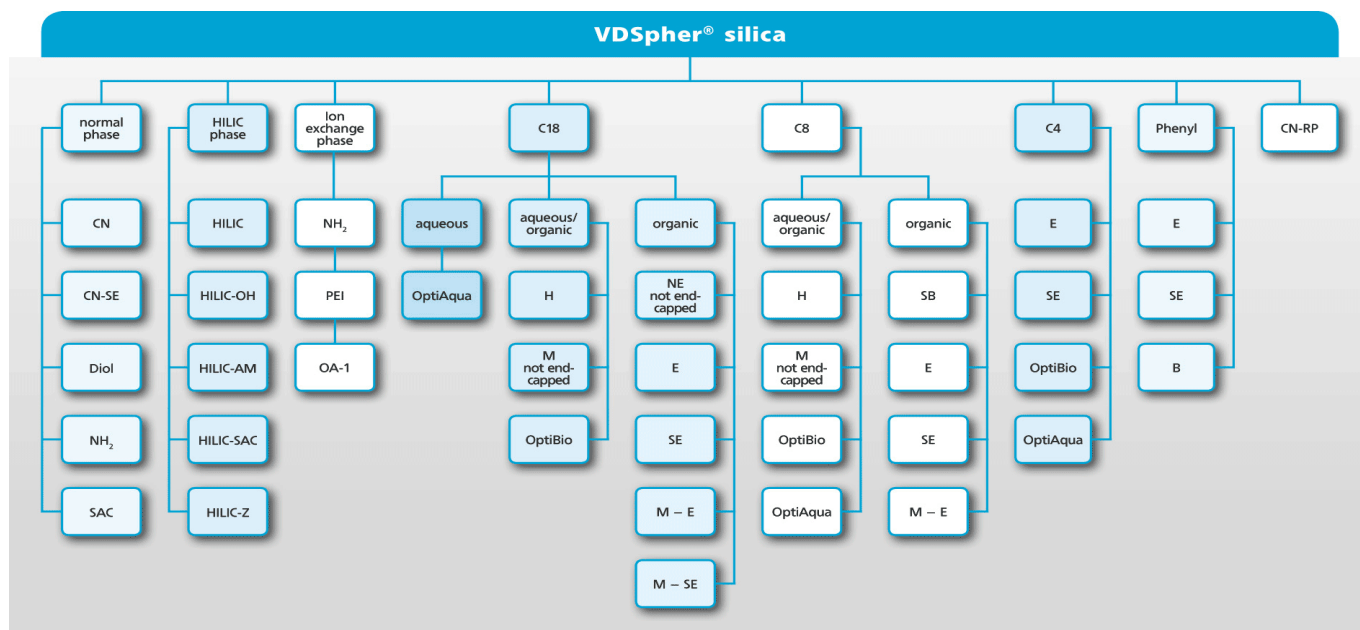 VDSpher® silica
normal
phase
HILIC
phase
Ion
exchange
phase
C18
C8
C4
Phenyl
CN-RP
CN
HILIC
NH₂
aqueous
aqueous/
organic
organic
aqueous/
organic
organic
E
E
CN-SE
HILIC-OH
PEI
OptiAqua
H
NE
not end-
capped
H
SB
SE
SE
Diol
HILIC-AM
OA-1
M
not end-
capped
E
M
not end-
capped
E
OptiBio
B
NH₂
HILIC-SAC
OptiBio
SE
OptiBio
SE
OptiAqua
SAC
HILIC-Z
M – E
OptiAqua
M – E
M – SE